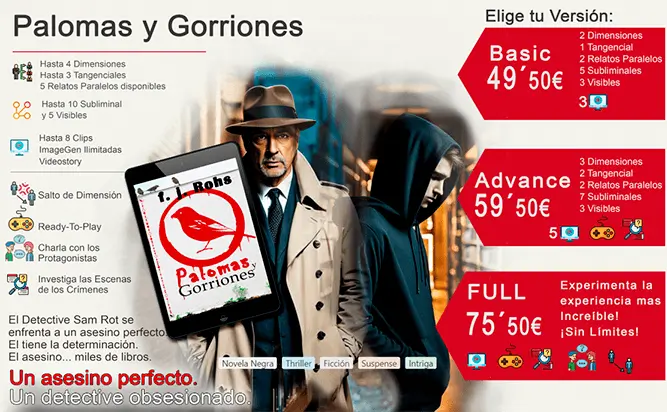 Palomas y Gorriones
Hasta 4 Dimensiones
Hasta 3 Tangenciales
5 Relatos Paralelos disponibles
Hasta 10 Subliminal
y 5 Visibles
Hasta 8 Clips
ImageGen Ilimitadas
Videostory
Salto de Dimensión
Ready-To-Play
Charla con los
Protagonistas
Investiga las Escenas
de los Crimenes
El Detective Sam Rot se
enfrenta a un asesino perfecto.
El tiene la determinación.
El asesino... miles de libros.
Un asesino perfecto.
Un detective obsesionado.
f. j. Rohs
Palomas y
Gorriones
Novela Negra
Thriller
Ficción
Suspense
Intriga
Elige tu Versión:
Basic
49´50€
2 Dimensiones
1 Tangencial
2 Relatos Paralelos
5 Subliminales
3 Visibles
3
Advance
59´50€
3 Dimensiones
2 Tangencial
2 Relatos Paralelos
7 Subliminales
3 Visibles
5
FULL
75´50€
Experimenta la
experiencia mas
Increíble!
¡Sin Límites!